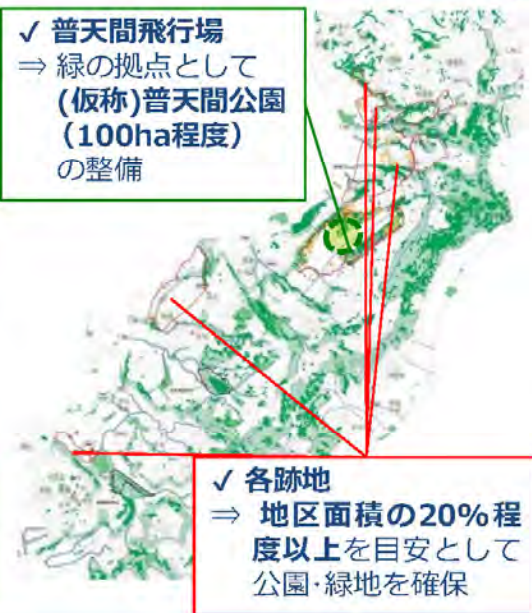 ✓ 普天間飛行場
⇒ 緑の拠点として
(仮称)普天間公園
（100ha程度）
の整備
✓ 各跡地
⇒ 地区面積の20%程
度以上を目安として
公園・緑地を確保